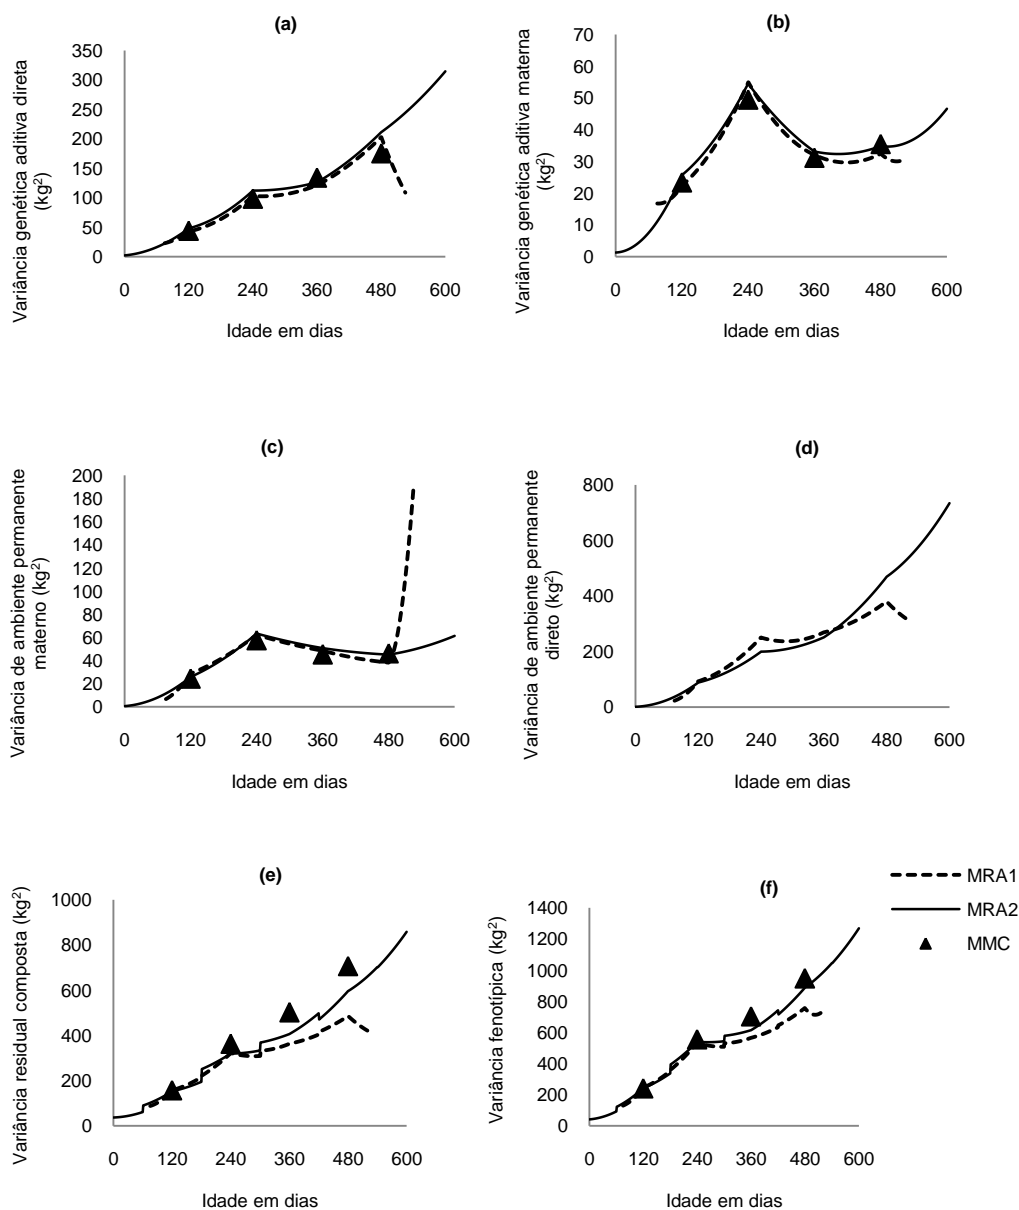 (a)
Variância genética aditiva direta
(kg²)
350
300
250
200
150
100
50
0
0 120 240 360 480 600
Idade em dias
(b)
Variância genética aditiva materna
(kg²)
70
60
50
40
30
20
10
0
0 120 240 360 480 600
Idade em dias
(c)
Variância de ambiente permanente
materno (kg²)
200
180
160
140
120
100
80
60
40
20
0
0 120 240 360 480 600
Idade em dias
(d)
Variância de ambiente permanente
direto (kg²)
800
600
400
200
0
0 120 240 360 480 600
Idade em dias
(e)
Variância residual composta (kg²)
1000
800
600
400
200
0
0 120 240 360 480 600
Idade em dias
(f)
Variância fenotípica (kg²)
1400
1200
1000
800
600
400
200
0
0 120 240 360 480 600
Idade em dias
MRA1
MRA2
MMC